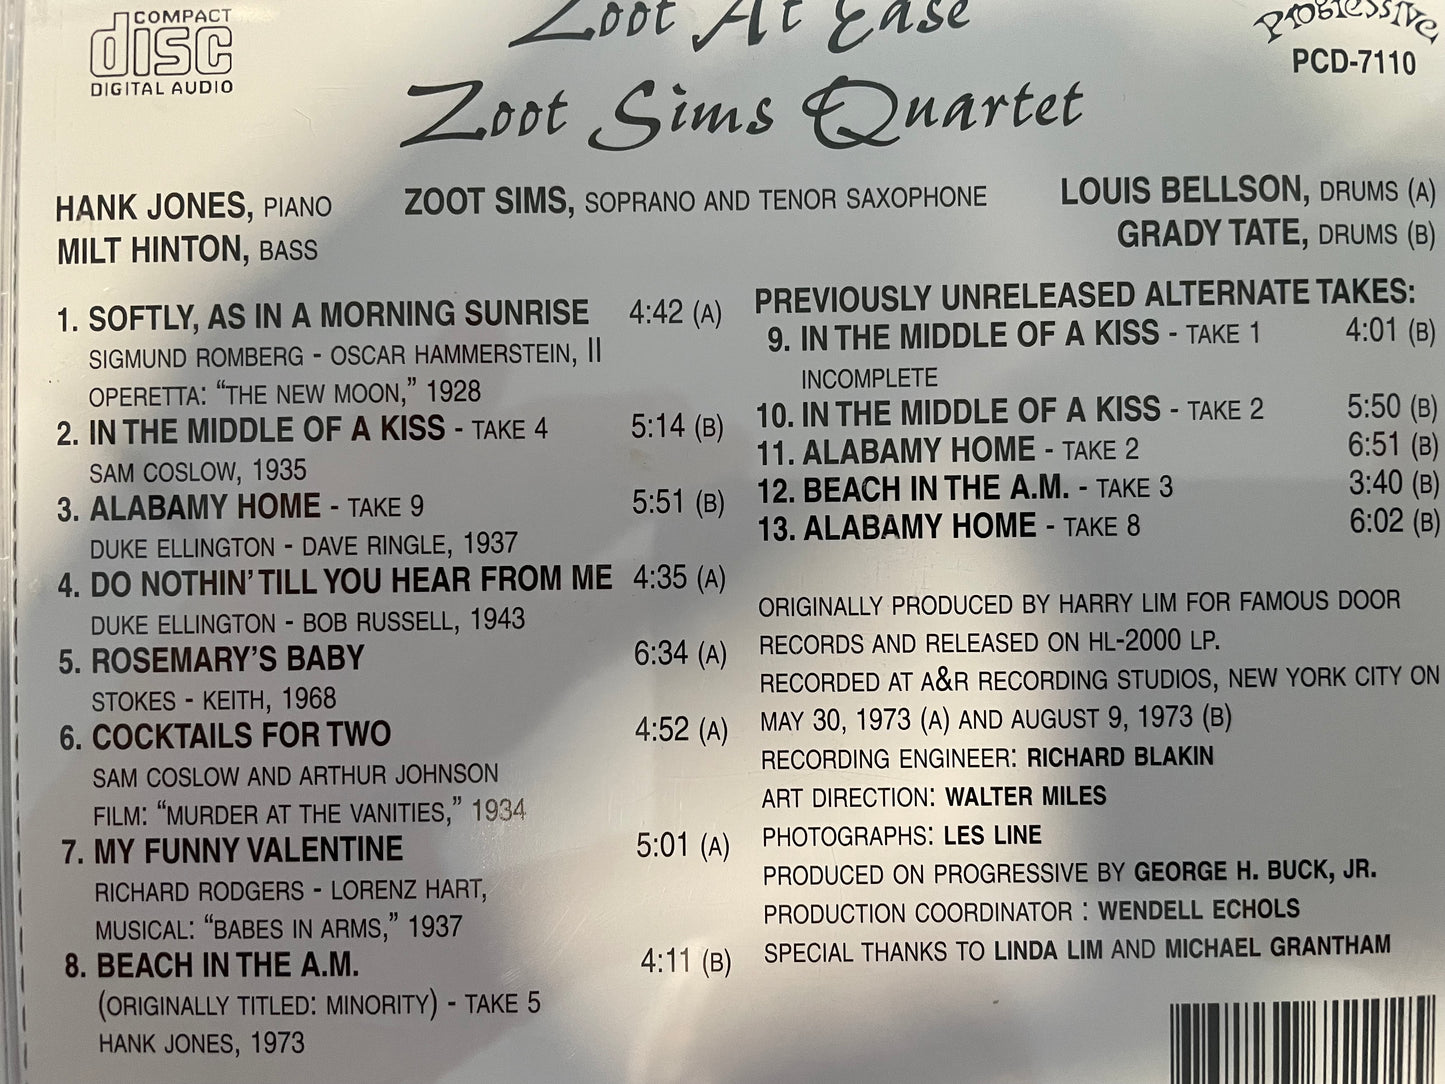 COMPACT
disc
DIGITAL AUDIO
Zoot At Ease
Zoot Sims Quartet
Progressive
PCD-7110
HANK JONES, PIANO
MILT HINTON, BASS
ZOOT SIMS, SOPRANO AND TENOR SAXOPHONE
LOUIS BELLSON, DRUMS (A)
GRADY TATE, DRUMS (B)
1. SOFTLY, AS IN A MORNING SUNRISE 4:42 (A)
SIGMUND ROMBERG - OSCAR HAMMERSTEIN, II
OPERETTA: “THE NEW MOON,” 1928
2. IN THE MIDDLE OF A KISS - TAKE 4 5:14 (B)
SAM COSLOW, 1935
3. ALABAMY HOME - TAKE 9 5:51 (B)
DUKE ELLINGTON - DAVE RINGLE, 1937
4. DO NOTHIN’ TILL YOU HEAR FROM ME 4:35 (A)
DUKE ELLINGTON - BOB RUSSELL, 1943
5. ROSEMARY’S BABY 6:34 (A)
STOKES - KEITH, 1968
6. COCKTAILS FOR TWO 4:52 (A)
SAM COSLOW AND ARTHUR JOHNSON
FILM: “MURDER AT THE VANITIES,” 1934
7. MY FUNNY VALENTINE 5:01 (A)
RICHARD RODGERS - LORENZ HART,
MUSICAL: “BABES IN ARMS,” 1937
8. BEACH IN THE A.M. 4:11 (B)
(ORIGINALLY TITLED: MINORITY) - TAKE 5
HANK JONES, 1973
PREVIOUSLY UNRELEASED ALTERNATE TAKES:
9. IN THE MIDDLE OF A KISS - TAKE 1 4:01 (B)
INCOMPLETE
10. IN THE MIDDLE OF A KISS - TAKE 2 5:50 (B)
11. ALABAMY HOME - TAKE 2 6:51 (B)
12. BEACH IN THE A.M. - TAKE 3 3:40 (B)
13. ALABAMY HOME - TAKE 8 6:02 (B)
ORIGINALLY PRODUCED BY HARRY LIM FOR FAMOUS DOOR
RECORDS AND RELEASED ON HL-2000 LP.
RECORDED AT A&R RECORDING STUDIOS, NEW YORK CITY ON
MAY 30, 1973 (A) AND AUGUST 9, 1973 (B)
RECORDING ENGINEER: RICHARD BLAKIN
ART DIRECTION: WALTER MILES
PHOTOGRAPHS: LES LINE
PRODUCED ON PROGRESSIVE BY GEORGE H. BUCK, JR.
PRODUCTION COORDINATOR : WENDELL ECHOLS
SPECIAL THANKS TO LINDA LIM AND MICHAEL GRANTHAM